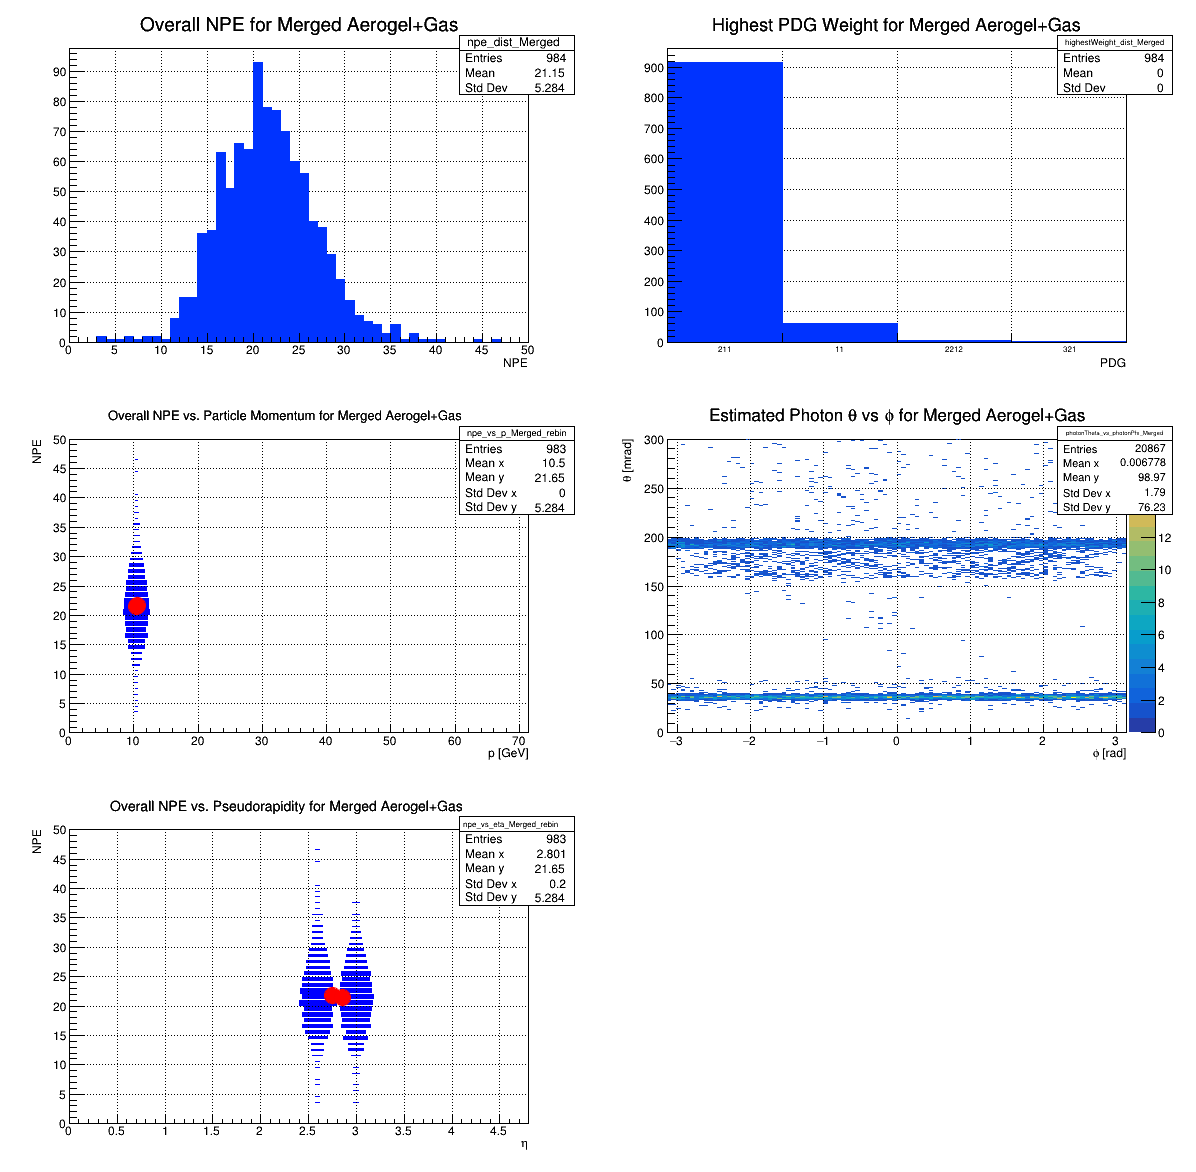 Overall NPE for Merged Aerogel+Gas
npe_dist_Merged
Entries 984
Mean 21.15
Std Dev 5.284
90
80
70
60
50
40
30
20
10
0
0 5 10 15 20 25 30 35 40 45 50
NPE
Highest PDG Weight for Merged Aerogel+Gas
highestWeight_dist_Merged
Entries 984
Mean 0
Std Dev 0
900
800
700
600
500
400
300
200
100
0
211 11 2212 321
PDG
Overall NPE vs. Particle Momentum for Merged Aerogel+Gas
npe_vs_p_Merged_rebin
Entries 983
Mean x 10.5
Mean y 21.65
Std Dev x 0
Std Dev y 5.284
NPE
50
45
40
35
30
25
20
15
10
5
0
0 10 20 30 40 50 60 70
p [GeV]
Estimated Photon θ vs ϕ for Merged Aerogel+Gas
photonTheta_vs_photonPhi_Merged
Entries 20867
Mean x 0.006778
Mean y 98.97
Std Dev x 1.79
Std Dev y 76.23
θ [mrad]
300
250
200
150
100
50
0
−3 −2 −1 0 1 2 3
ϕ [rad]
12
10
8
6
4
2
0
Overall NPE vs. Pseudorapidity for Merged Aerogel+Gas
npe_vs_eta_Merged_rebin
Entries 983
Mean x 2.801
Mean y 21.65
Std Dev x 0.2
Std Dev y 5.284
NPE
50
45
40
35
30
25
20
15
10
5
0
0 0.5 1 1.5 2 2.5 3 3.5 4 4.5
η